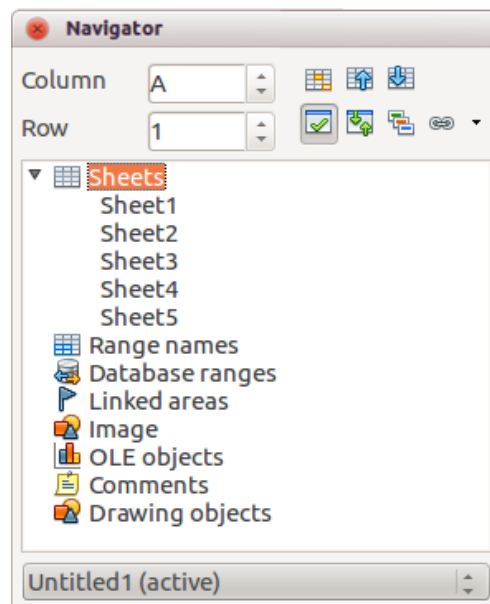 Navigator
Column A
Row 1
Sheets
Sheet1
Sheet2
Sheet3
Sheet4
Sheet5
Range names
Database ranges
Linked areas
Image
OLE objects
Comments
Drawing objects
Untitled1 (active)